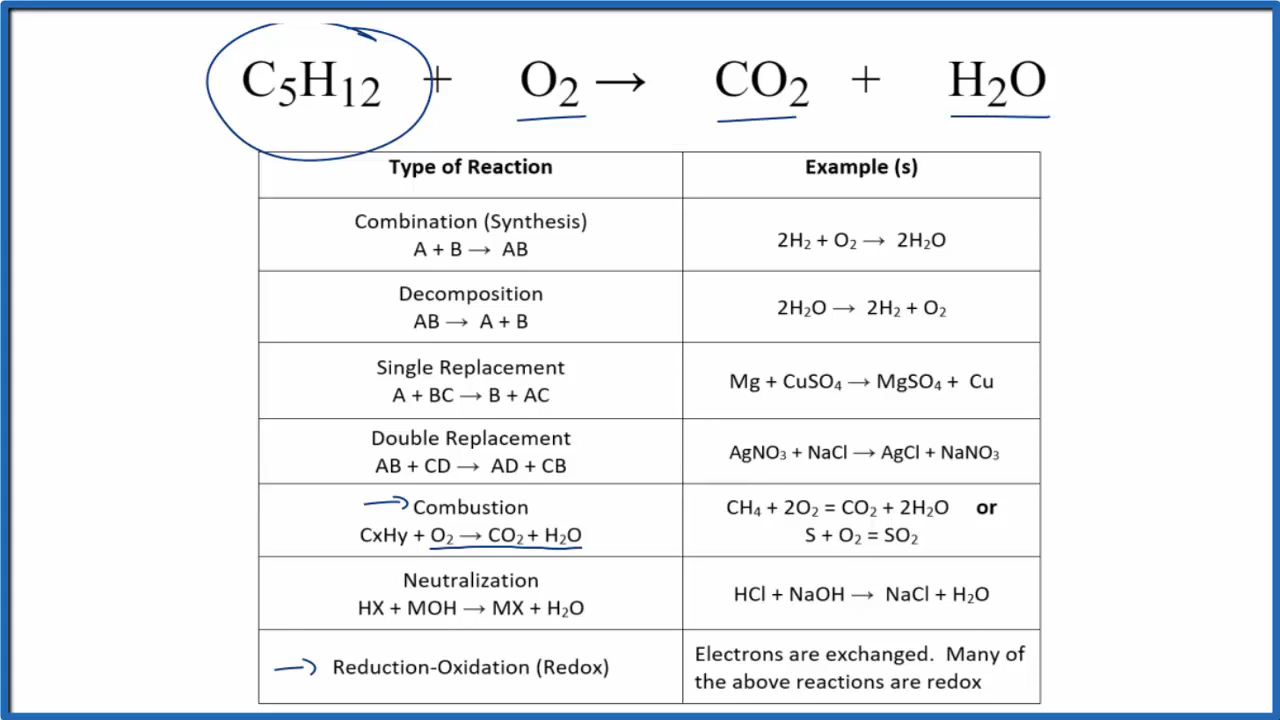 C₅H₁₂ + O₂ → CO₂ + H₂O
Type of Reaction
Example (s)
Combination (Synthesis)
A + B → AB
2H₂ + O₂ → 2H₂O
Decomposition
AB → A + B
2H₂O → 2H₂ + O₂
Single Replacement
A + BC → B + AC
Mg + CuSO₄ → MgSO₄ + Cu
Double Replacement
AB + CD → AD + CB
AgNO₃ + NaCl → AgCl + NaNO₃
Combustion
CxHy + O₂ → CO₂ + H₂O
CH₄ + 2O₂ = CO₂ + 2H₂O or
S + O₂ = SO₂
Neutralization
HX + MOH → MX + H₂O
HCl + NaOH → NaCl + H₂O
Reduction-Oxidation (Redox)
Electrons are exchanged. Many of
the above reactions are redox